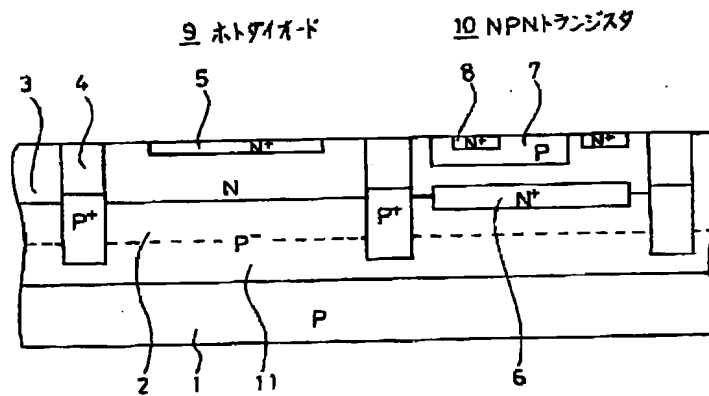 9 ホトダイオード
10 NPNトランジスタ
3 4 5 8 7
N+ N+ N+
P
N
N+
P+ P+
P-
P
1 2 11 6